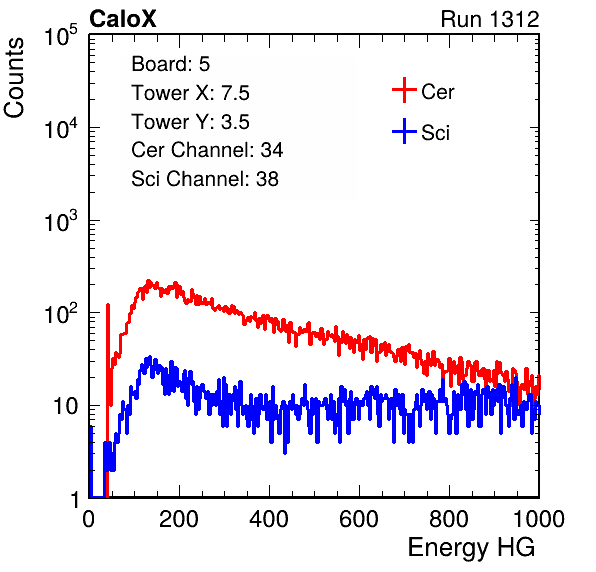 CaloX
Run 1312
Counts
10^5
10^4
10^3
10^2
10
1
Board: 5
Tower X: 7.5
Tower Y: 3.5
Cer Channel: 34
Sci Channel: 38
Cer
Sci
0 200 400 600 800 1000
Energy HG